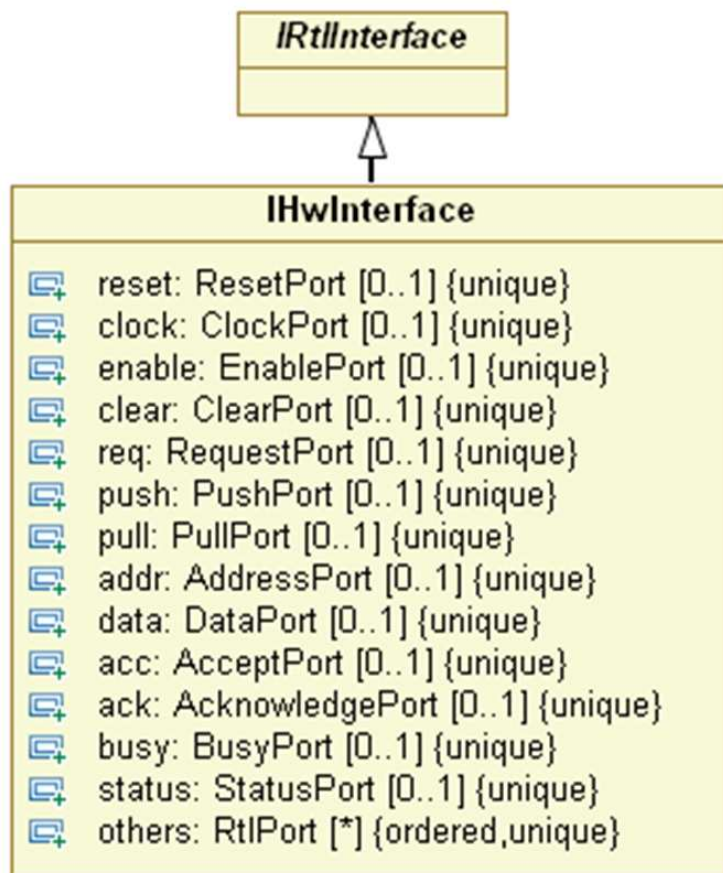 IRtlInterface
IHwInterface
reset: ResetPort [0..1] {unique}
clock: ClockPort [0..1] {unique}
enable: EnablePort [0..1] {unique}
clear: ClearPort [0..1] {unique}
req: RequestPort [0..1] {unique}
push: PushPort [0..1] {unique}
pull: PullPort [0..1] {unique}
addr: AddressPort [0..1] {unique}
data: DataPort [0..1] {unique}
acc: AcceptPort [0..1] {unique}
ack: AcknowledgePort [0..1] {unique}
busy: BusyPort [0..1] {unique}
status: StatusPort [0..1] {unique}
others: RtlPort [*] {ordered,unique}